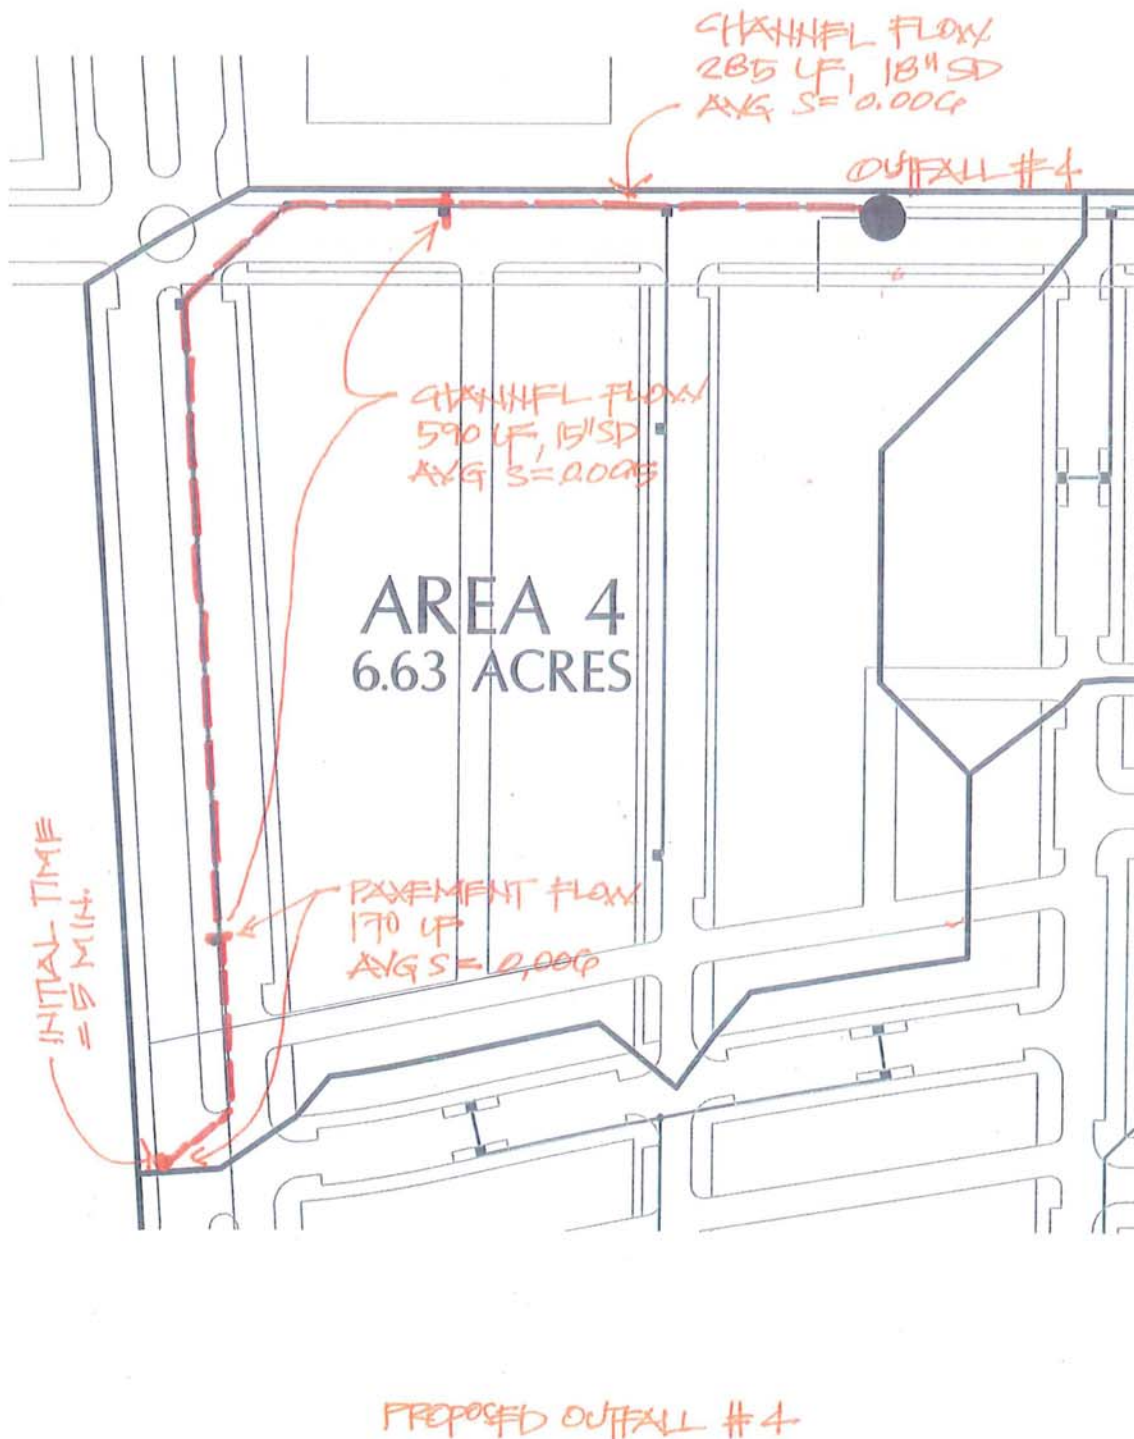 CHANNEL FLOW
285 LF, 18" SD
AVG S= 0.006
OUTFALL #4
CHANNEL FLOW
590 LF, 15" SD
AVG S= 0.0065
AREA 4
6.63 ACRES
INITIAL TIME
= 5 MIN.
PAVEMENT FLOW
170 LF
AVG S= 0.006
PROPOSED OUTFALL #4